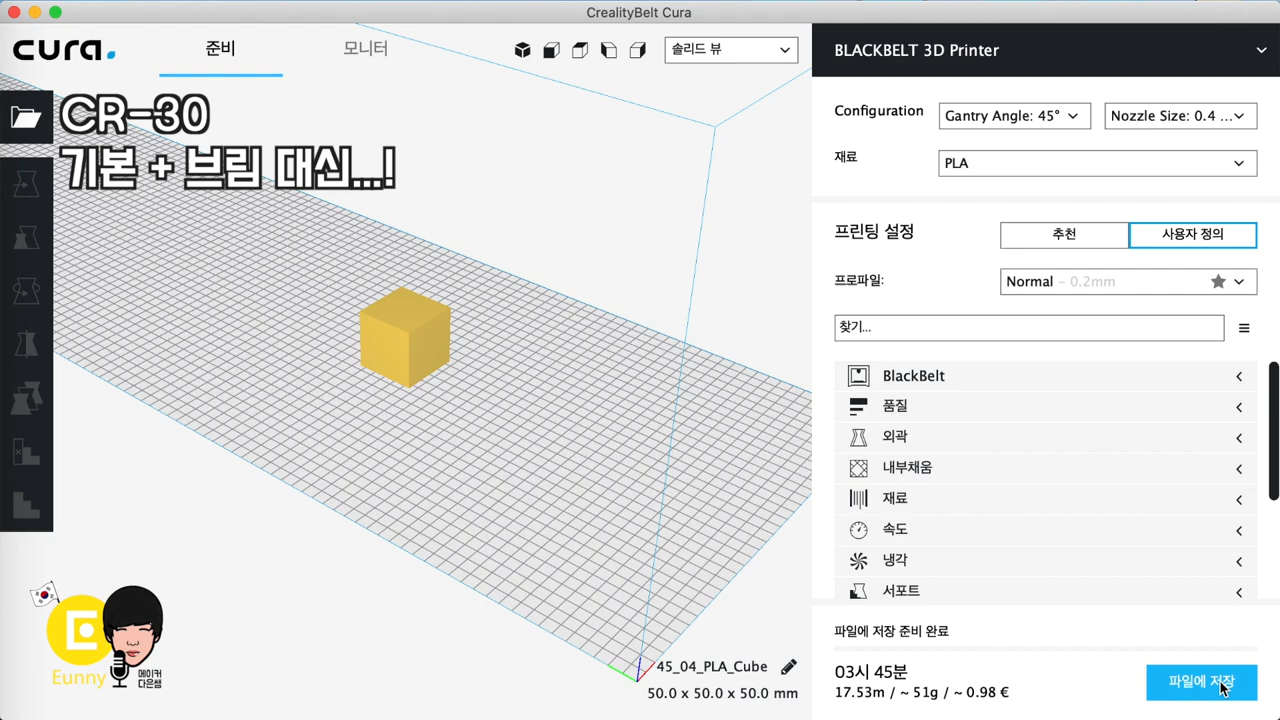 CrealityBelt Cura
cura.
준비
모니터
솔리드 뷰
BLACKBELT 3D Printer
CR-30
기본 + 브림 대신...!
Configuration
Gantry Angle: 45°
Nozzle Size: 0.4 ...
재료
PLA
프린팅 설정
추천
사용자 정의
프로파일:
Normal - 0.2mm
찾기...
BlackBelt
품질
외곽
내부채움
재료
속도
냉각
서포트
파일에 저장 준비 완료
03시 45분
17.53m / ~ 51g / ~ 0.98 €
파일에 저장
45_04_PLA_Cube
50.0 x 50.0 x 50.0 mm
Eunny
메이커
다은쌤